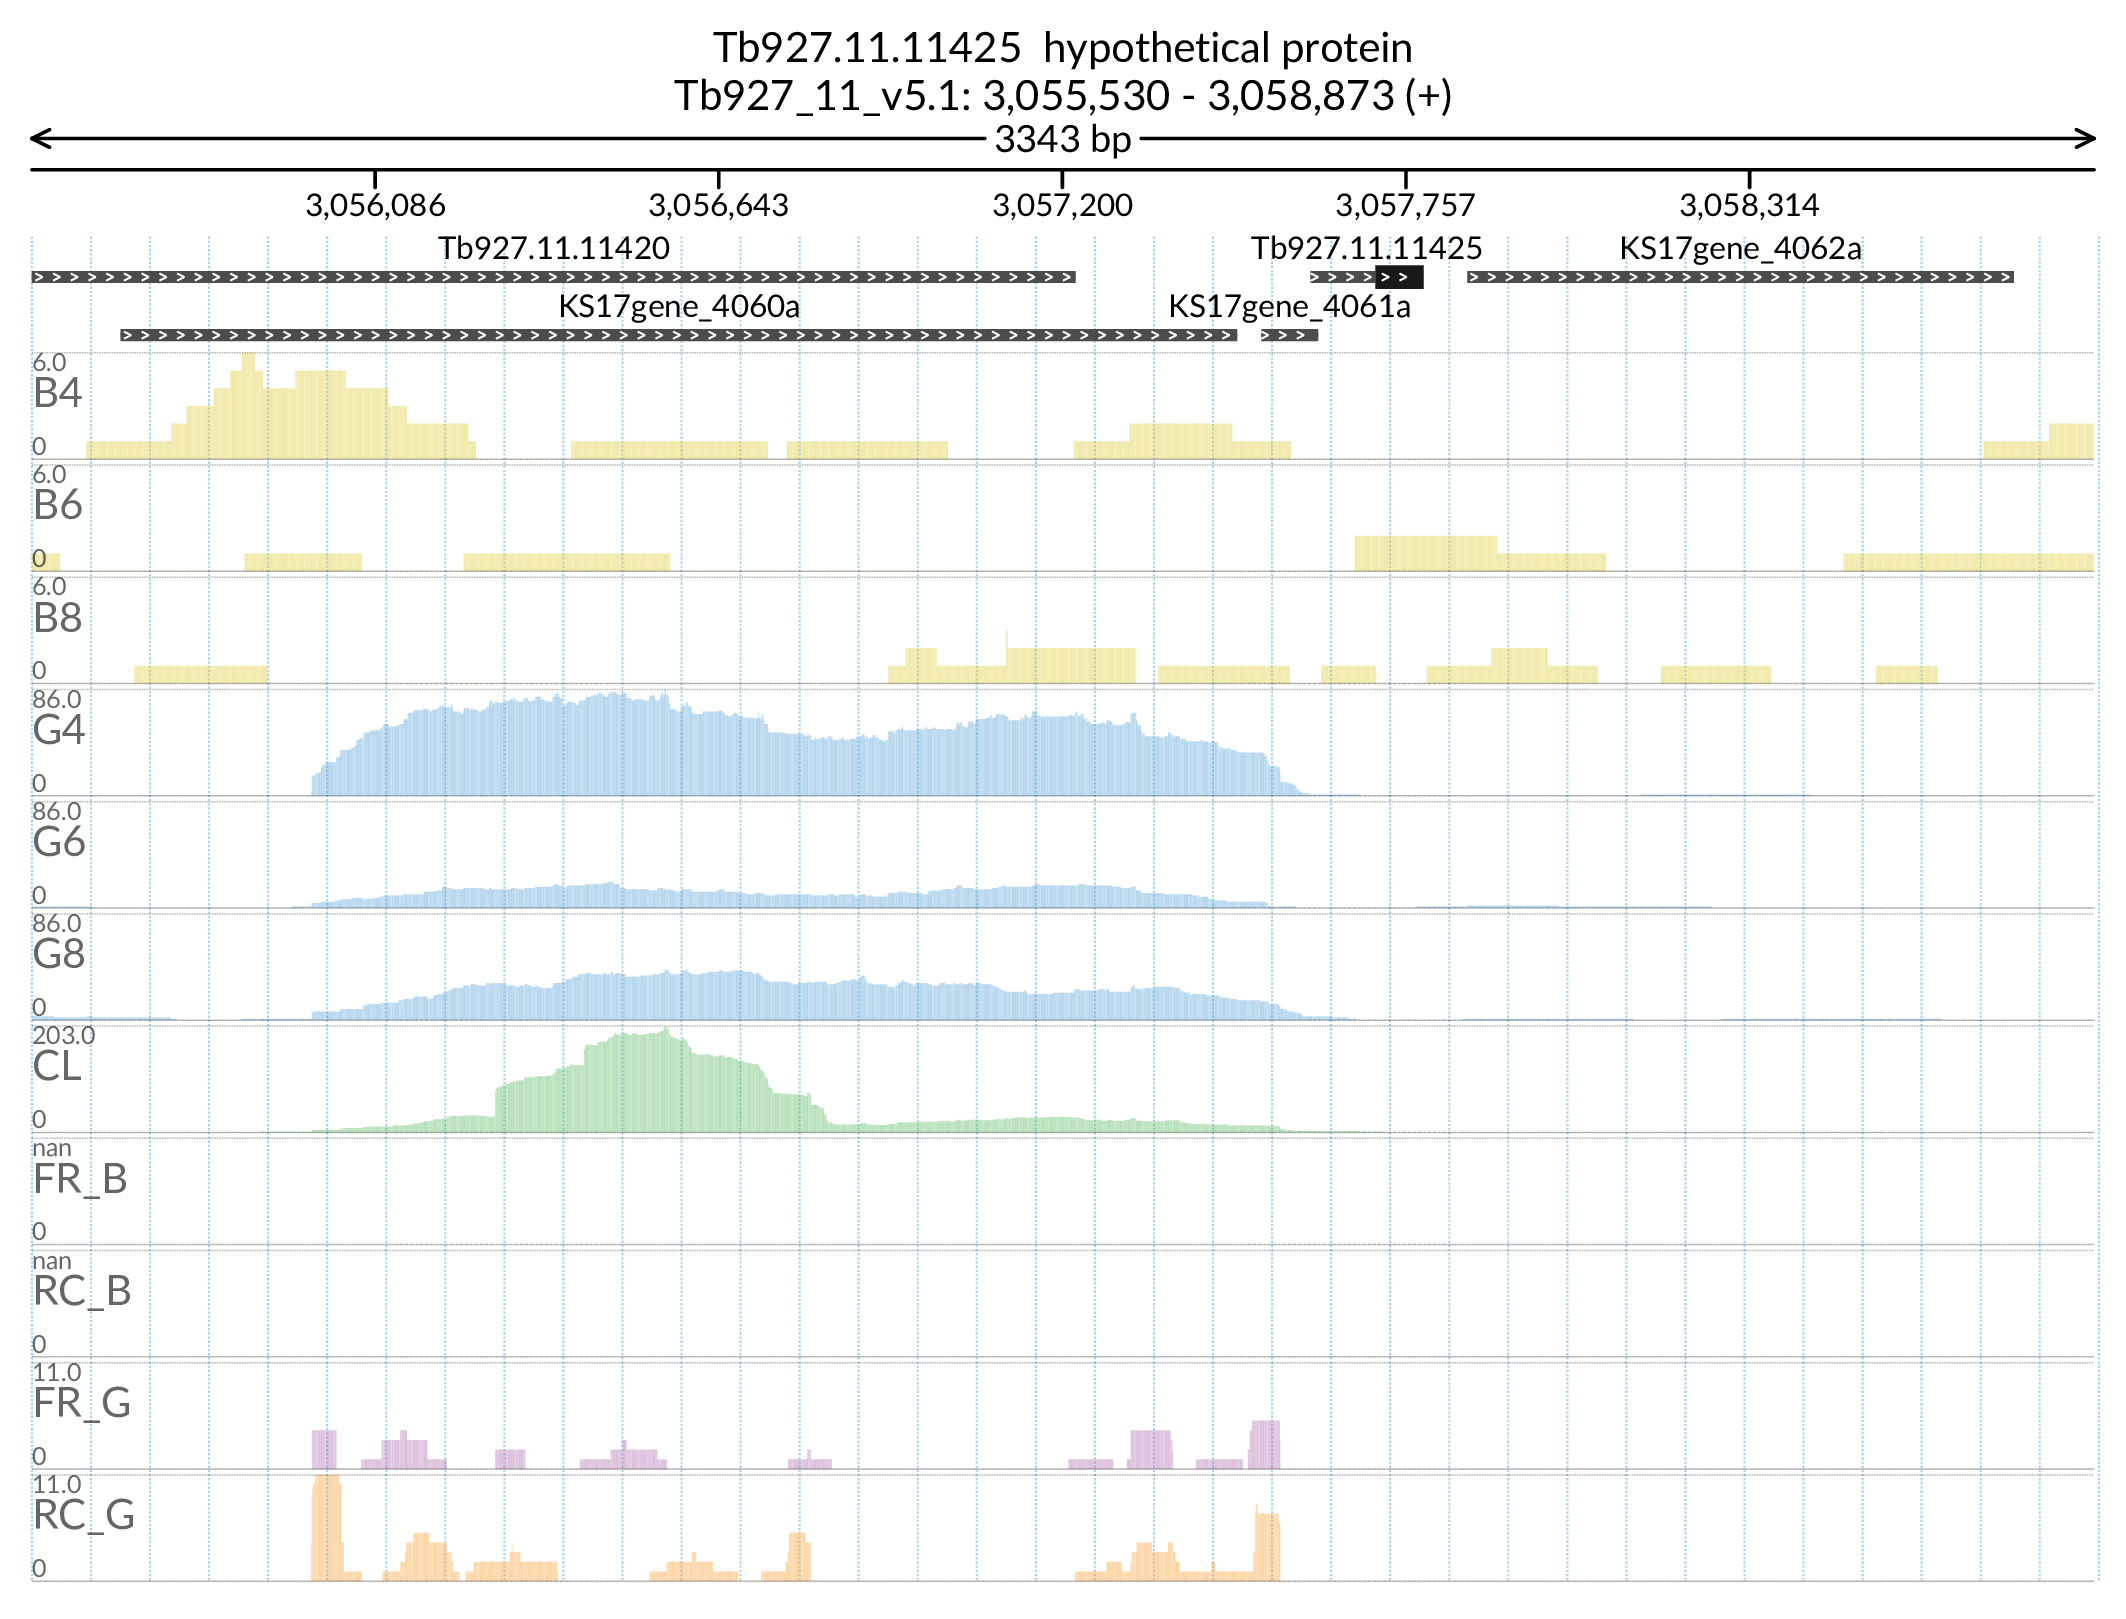 Tb927.11.11425  hypothetical protein
Tb927_11_v5.1: 3,055,530 - 3,058,873 (+)
3343 bp
3,056,086 3,056,643 3,057,200 3,057,757 3,058,314
Tb927.11.11420 Tb927.11.11425 KS17gene_4062a
KS17gene_4060a KS17gene_4061a
6.0
B4
0
6.0
B6
0
6.0
B8
0
86.0
G4
0
86.0
G6
0
86.0
G8
0
203.0
CL
0
nan
FR_B
0
nan
RC_B
0
11.0
FR_G
0
11.0
RC_G
0